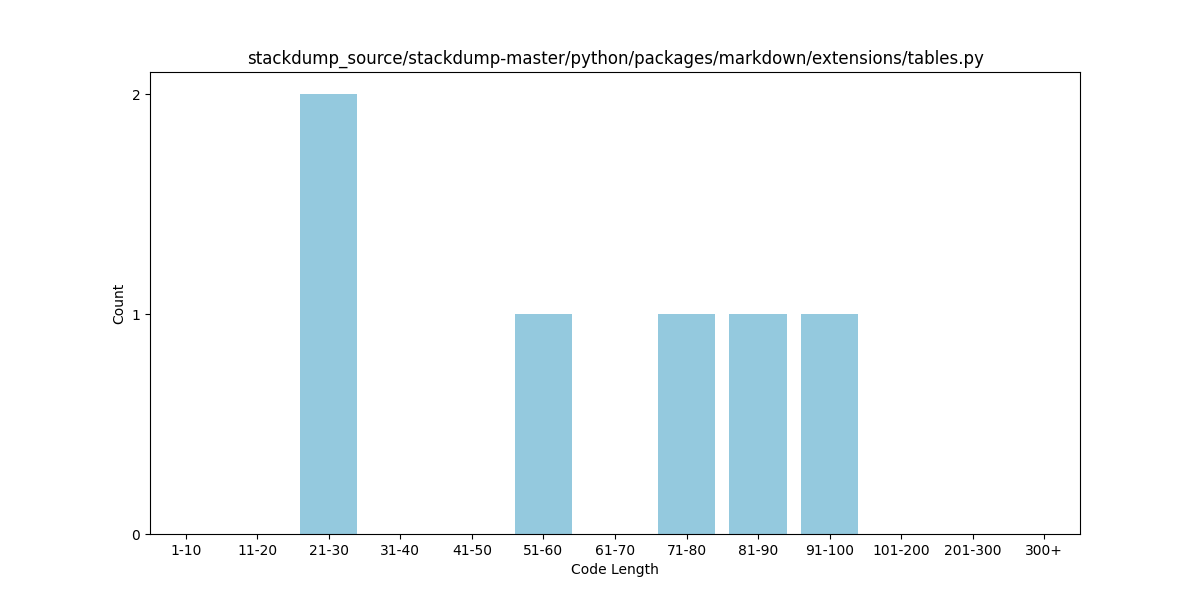 stackdump_source/stackdump-master/python/packages/markdown/extensions/tables.py
2
1
0
Count
1-10 11-20 21-30 31-40 41-50 51-60 61-70 71-80 81-90 91-100 101-200 201-300 300+
Code Length